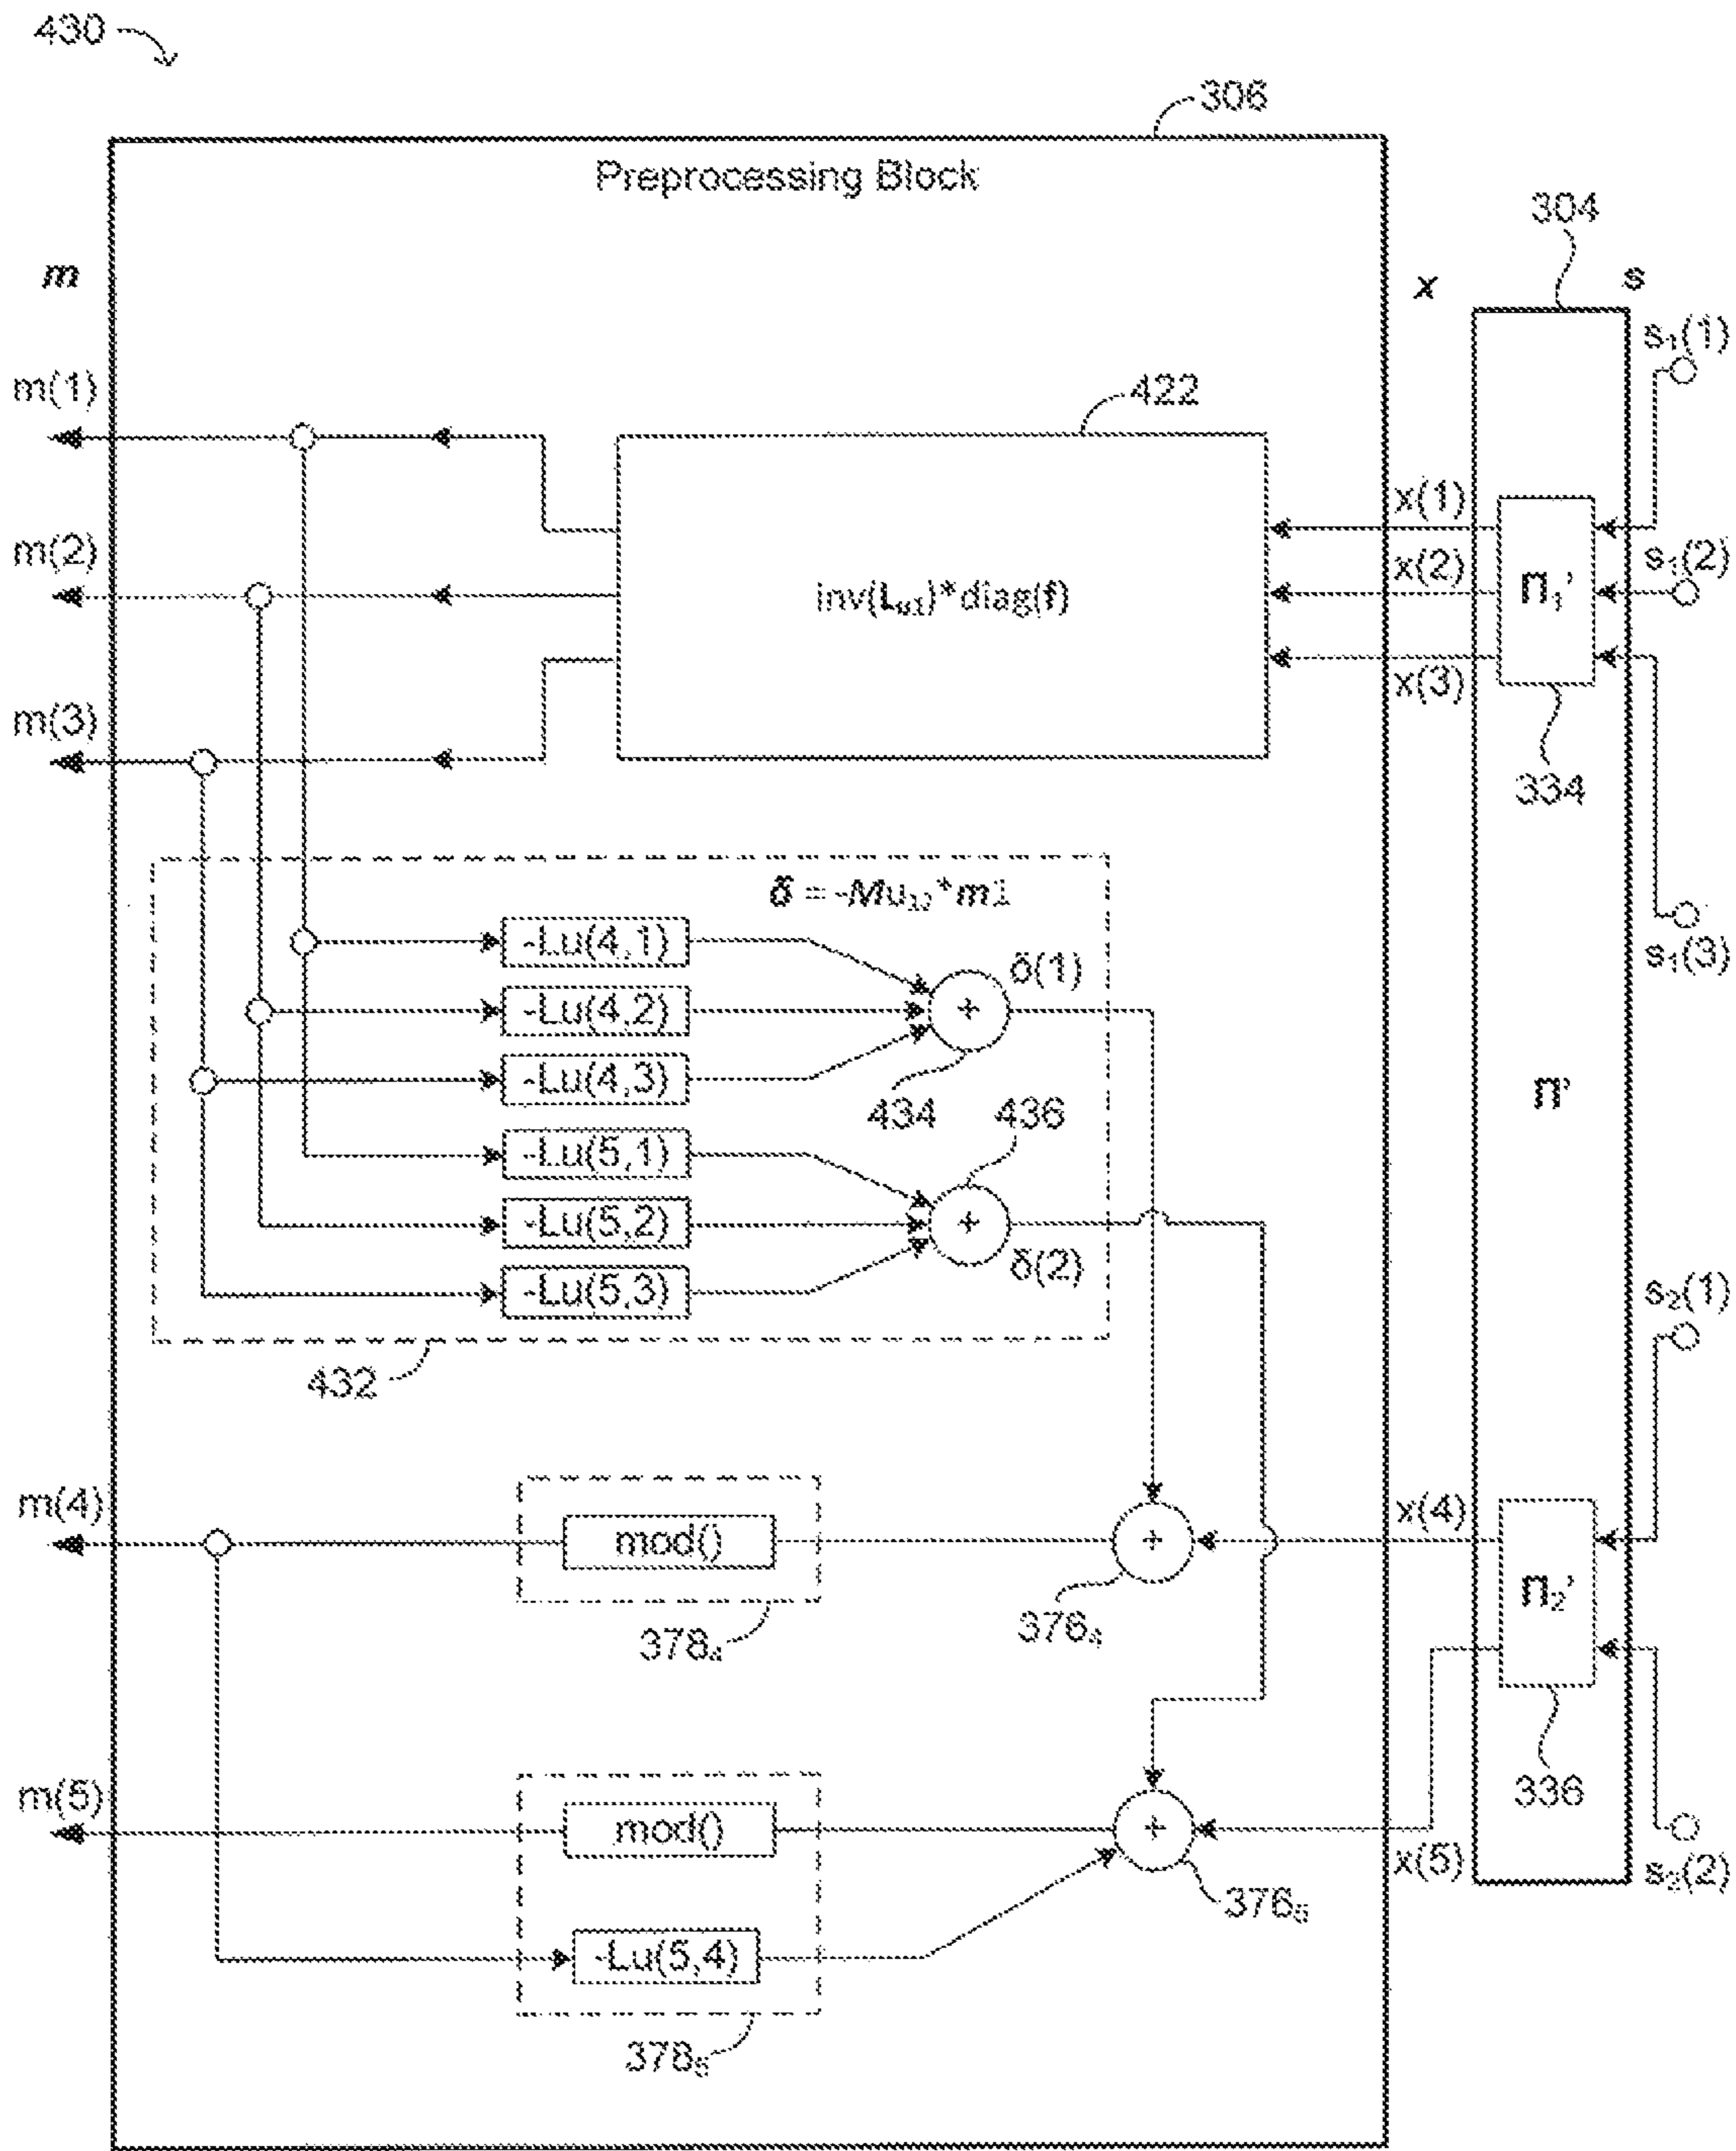 430
306
Preprocessing Block
304
m
x
s
s₁(1)
m(1)
422
x(1)
m(2)
x(2)
s₁(2)
inv(Lᵤ₁)*diag(f)
Π₁'
x(3)
m(3)
334
δ = -Mu₁₂*m1
-Lu(4,1)
δ(1)
s₁(3)
-Lu(4,2)
+
-Lu(4,3)
434
436
Π'
-Lu(5,1)
-Lu(5,2)
+
δ(2)
-Lu(5,3)
s₂(1)
432
m(4)
x(4)
mod()
+
Π₂'
378₄
376₄
m(5)
336
mod()
+
x(5)
s₂(2)
376₅
-Lu(5,4)
378₅